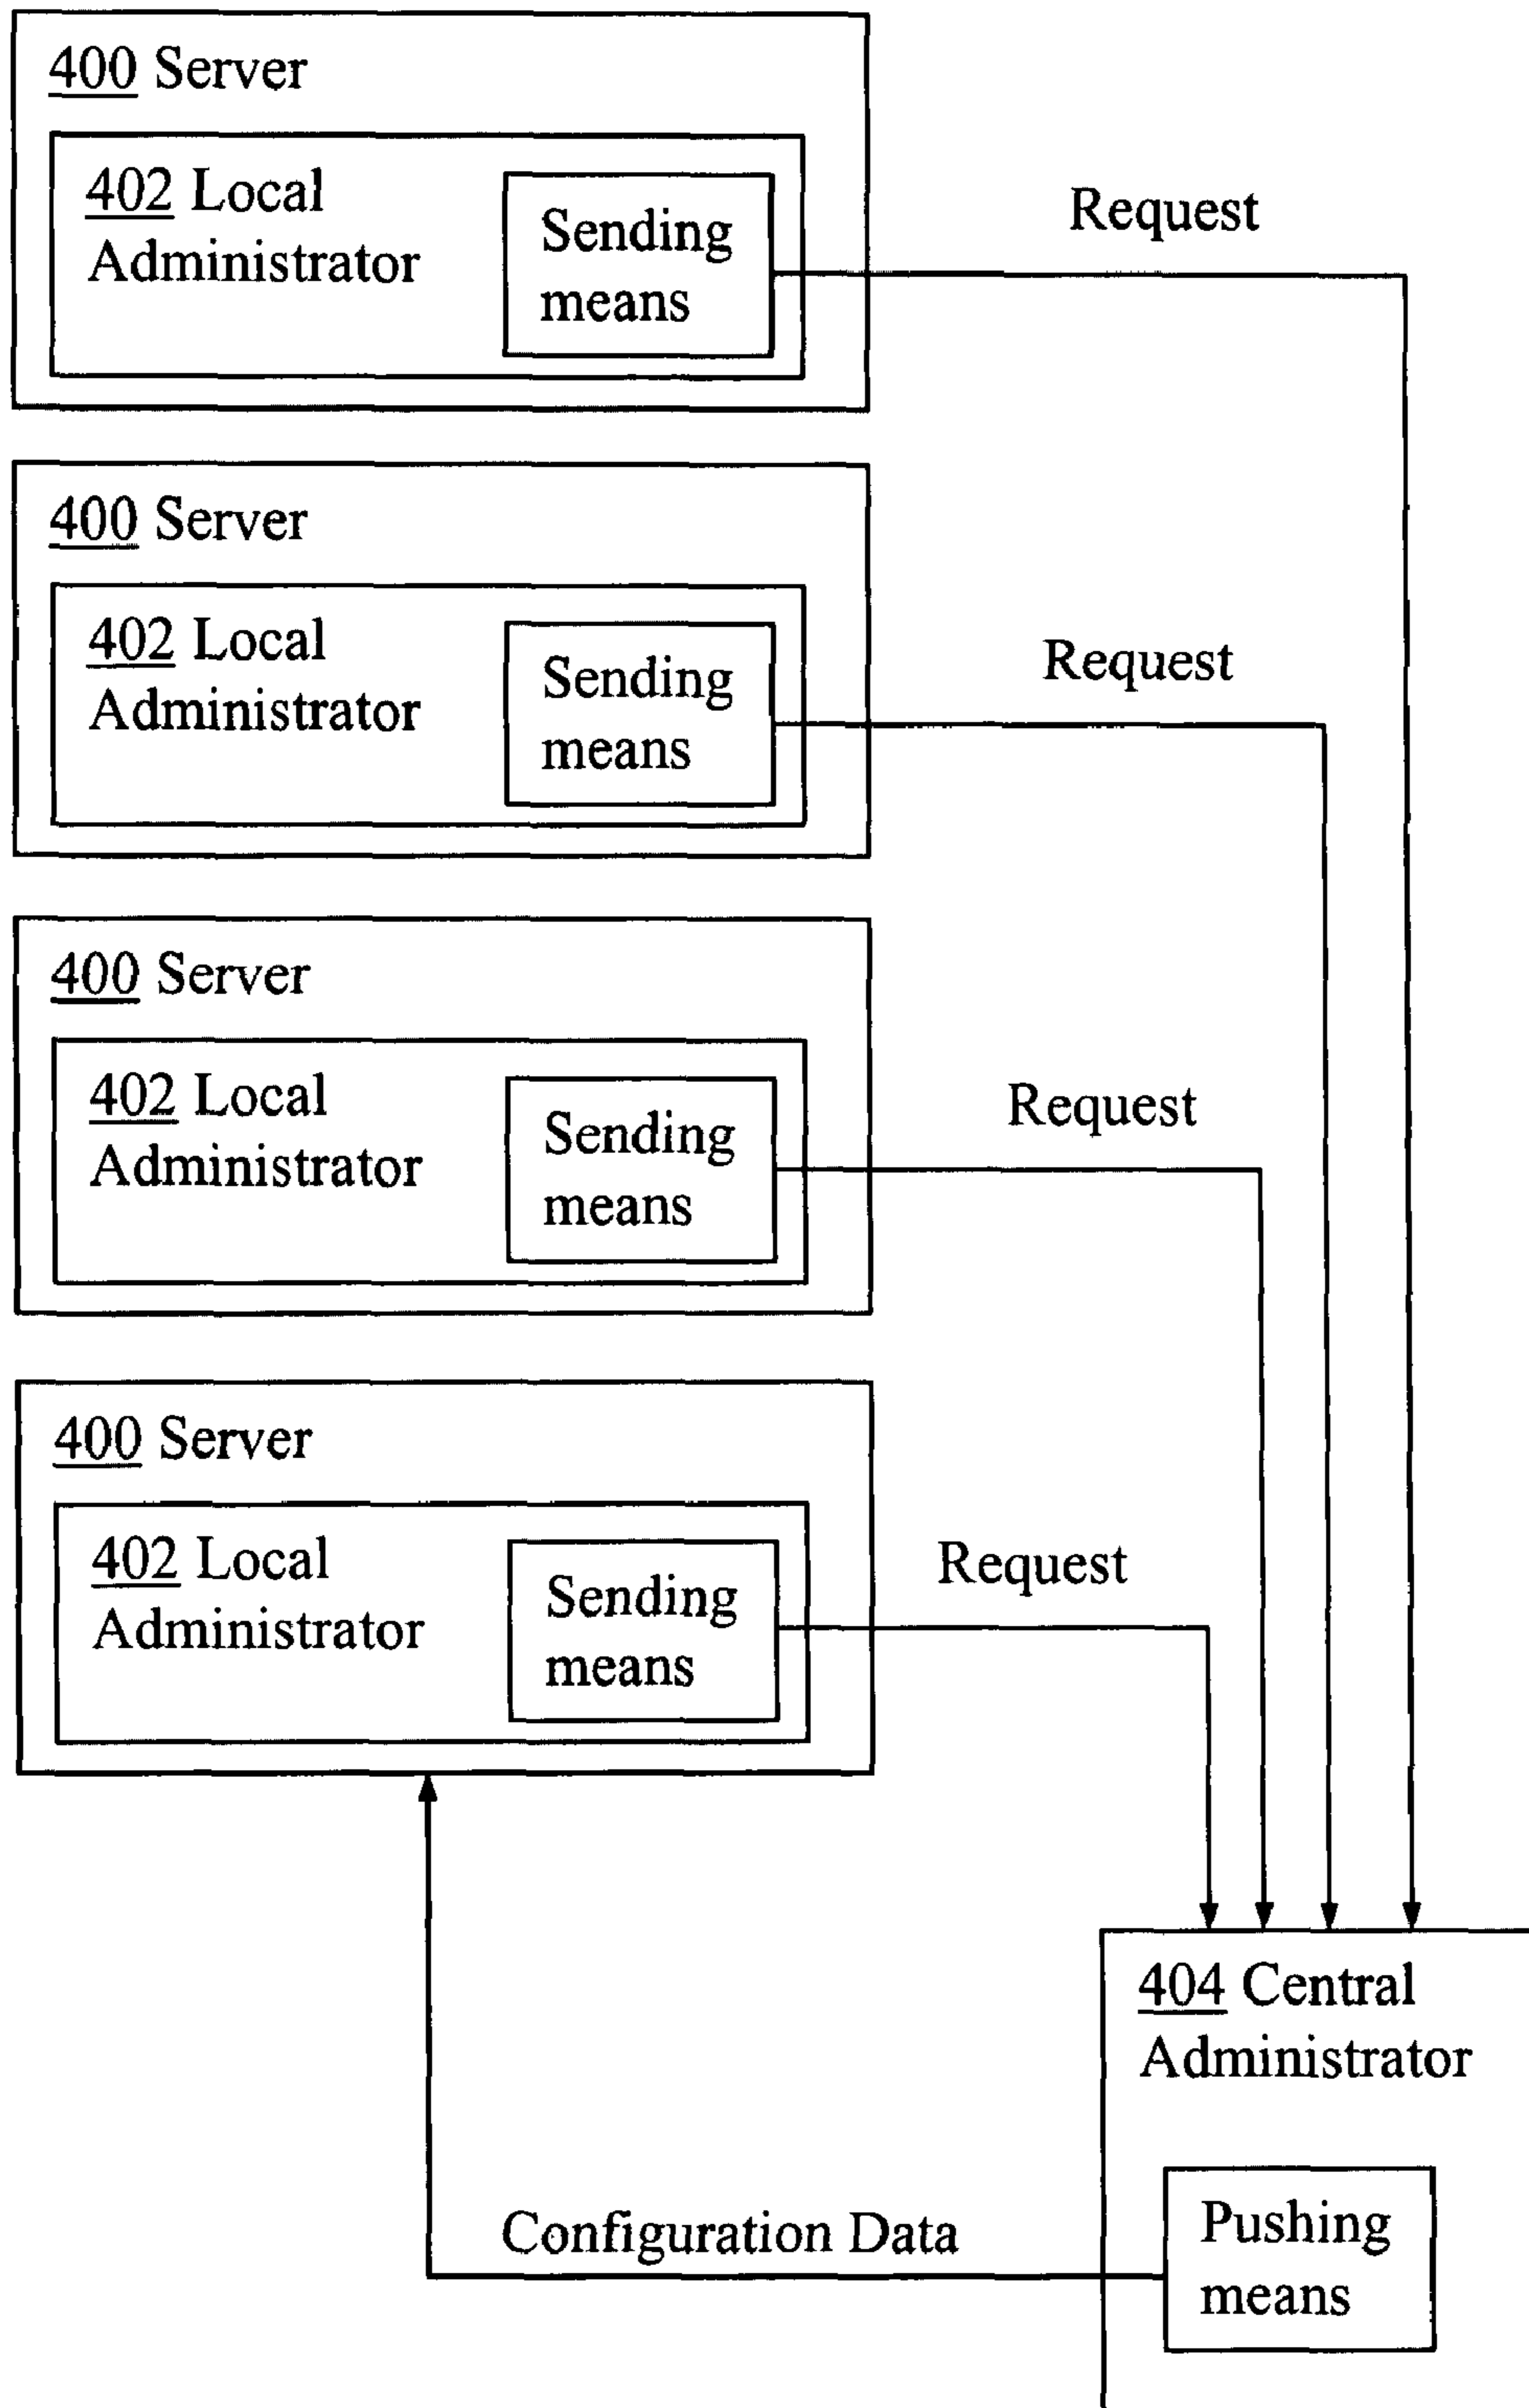 400 Server
402 Local
Administrator
Sending
means
Request
400 Server
402 Local
Administrator
Sending
means
Request
400 Server
402 Local
Administrator
Sending
means
Request
400 Server
402 Local
Administrator
Sending
means
Request
404 Central
Administrator
Configuration Data
Pushing
means